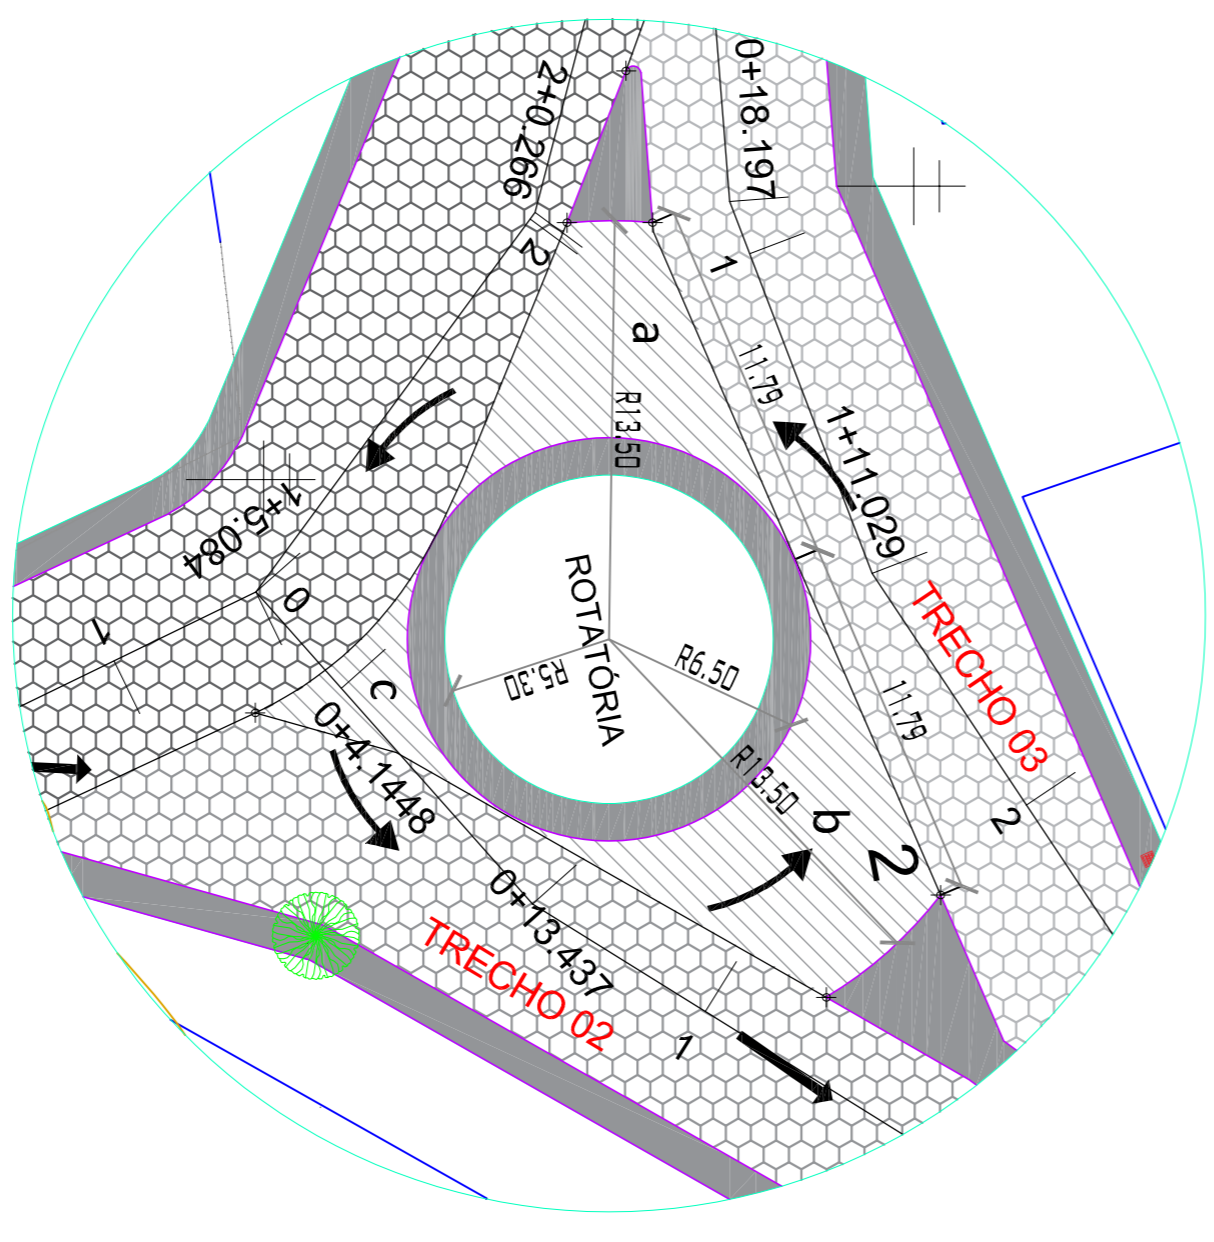 2+0.266
0+18.197
2
1
a
11.79
R13.50
1+11.029
1+5.084
0
1
ROTATÓRIA
TRECHO 03
R6.50
R5.30
c
11.79
0+4.1448
R13.50
b
2
2
0+13.437
TRECHO 02
1